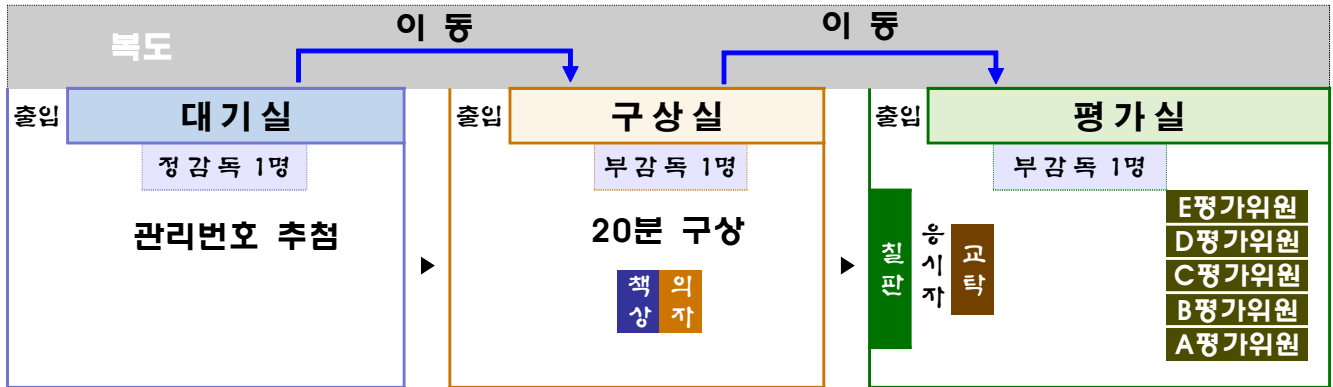 복도
이 동
이 동
출입
대기실
정감독 1명
관리번호 추첨
출입
구상실
부감독 1명
20분 구상
책상
의자
출입
평가실
부감독 1명
칠판
응시자
교탁
E평가위원
D평가위원
C평가위원
B평가위원
A평가위원